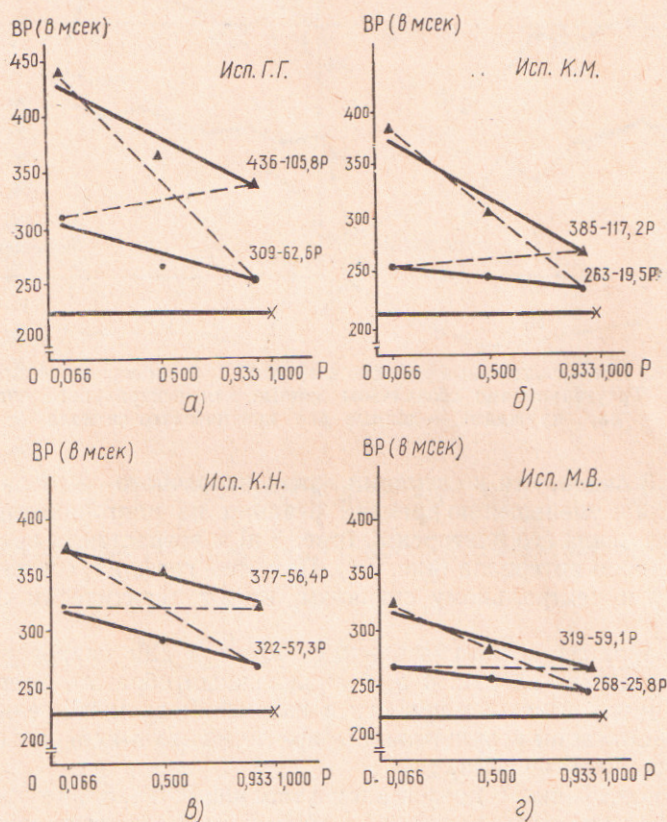 ВР (в мсек)
Исп. Г.Г.
450
400
350
300
250
200
436-105,8Р
309-62,5Р
0 0,066 0500 0,933 1,000 Р
а)
ВР (в мсек)
Исп. К.М.
400
350
300
250
200
385-117,2Р
263-19,5Р
0 0,066 0,500 0,933 1,000 Р
б)
ВР (в мсек)
Исп. К.Н.
400
350
300
250
200
377-56,4Р
322-57,3Р
0 0,066 0,500 0,933 1,000 Р
в)
ВР (в мсек)
Исп. М.В.
400
350
300
250
200
319-59,1Р
268-25,8Р
0 0,066 0,500 0,933 1,000 Р
г)